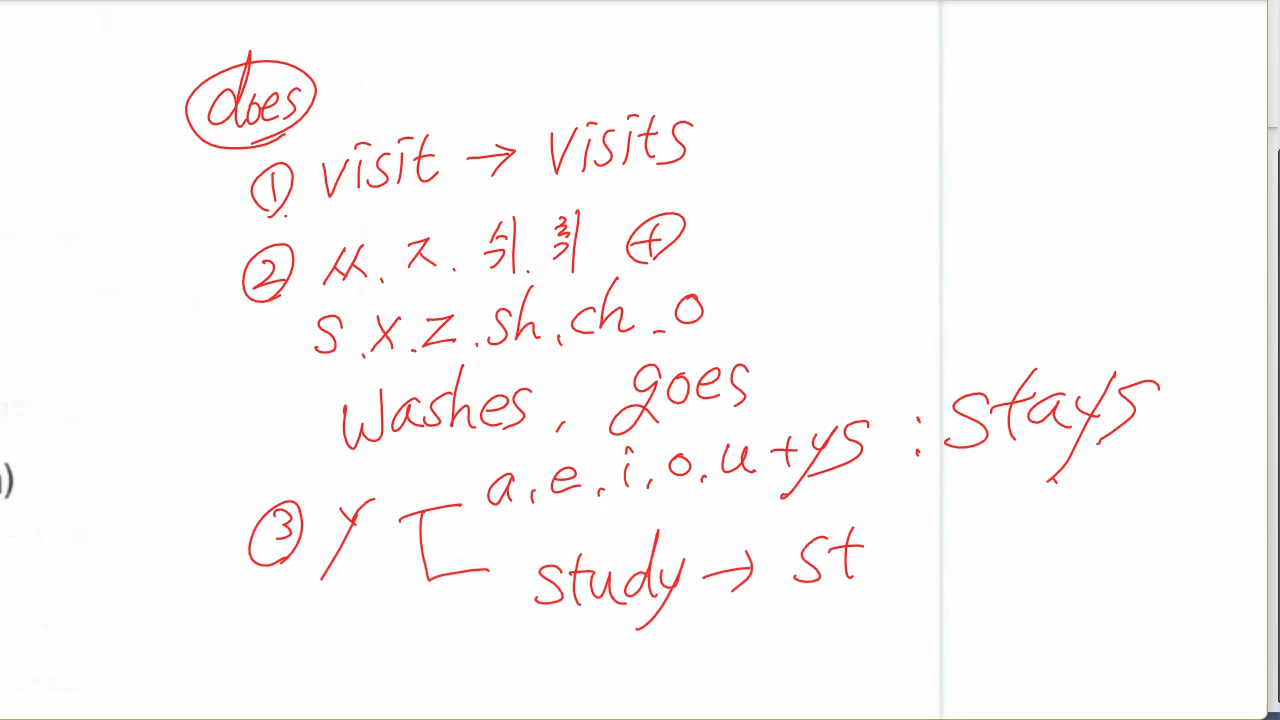 does
① visit → visits
② ㅆ. ㅈ. 쉬. 취 ⊕
s.x.z.sh.ch.o
washes, goes
③ y a.e.i.o.u+ys : stays
study → st
)